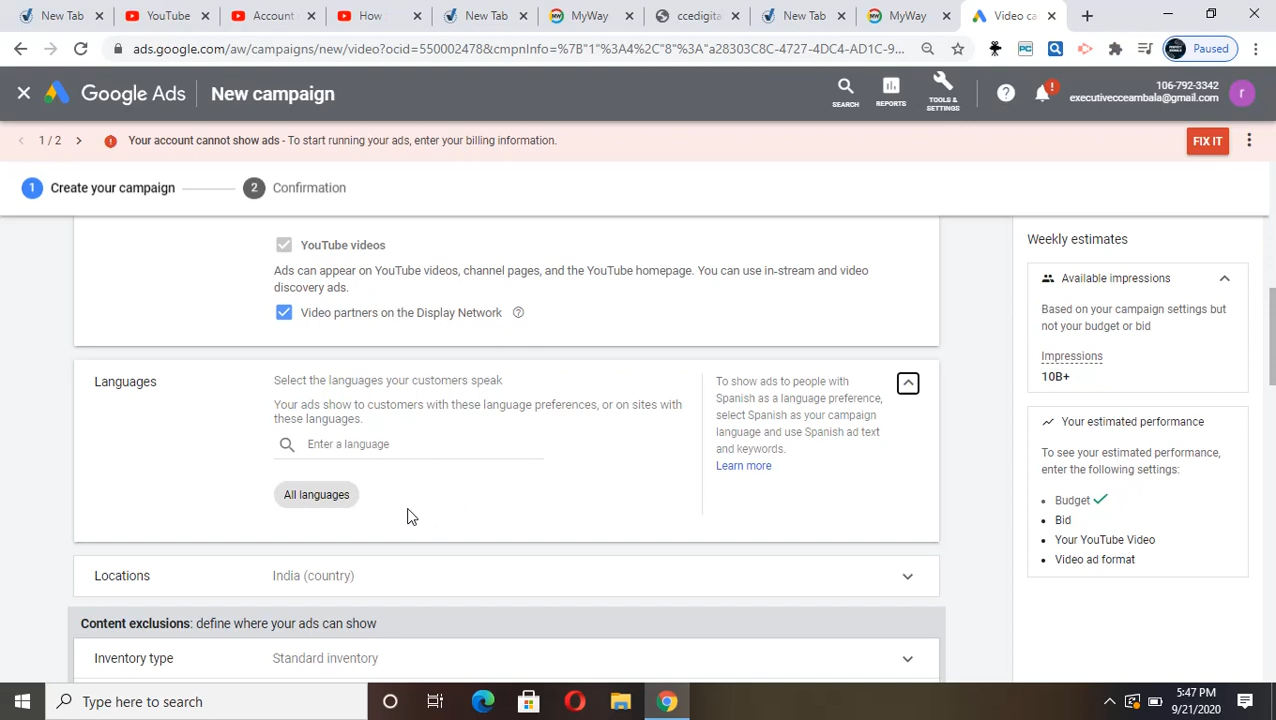 New Tab
YouTube
Account
How
New Tab
MyWay
ccedigital
New Tab
MyWay
Video ca
ads.google.com/aw/campaigns/new/video?ocid=550002478&cmpnInfo=%7B"1"%3A4%2C"8"%3A"a28303C8C-4727-4DC4-AD1C-9...
PC
Paused
Google Ads
New campaign
SEARCH
REPORTS
TOOLS &
SETTINGS
106-792-3342
executivecceambala@gmail.com
r
1 / 2
Your account cannot show ads - To start running your ads, enter your billing information.
FIX IT
1 Create your campaign
2 Confirmation
YouTube videos
Ads can appear on YouTube videos, channel pages, and the YouTube homepage. You can use in-stream and video
discovery ads.
Video partners on the Display Network
Languages
Select the languages your customers speak
Your ads show to customers with these language preferences, or on sites with
these languages.
Enter a language
All languages
To show ads to people with
Spanish as a language preference,
select Spanish as your campaign
language and use Spanish ad text
and keywords.
Learn more
Locations
India (country)
Content exclusions: define where your ads can show
Inventory type
Standard inventory
Weekly estimates
Available impressions
Based on your campaign settings but
not your budget or bid
Impressions
10B+
Your estimated performance
To see your estimated performance,
enter the following settings:
• Budget
• Bid
• Your YouTube Video
• Video ad format
Type here to search
5:47 PM
9/21/2020